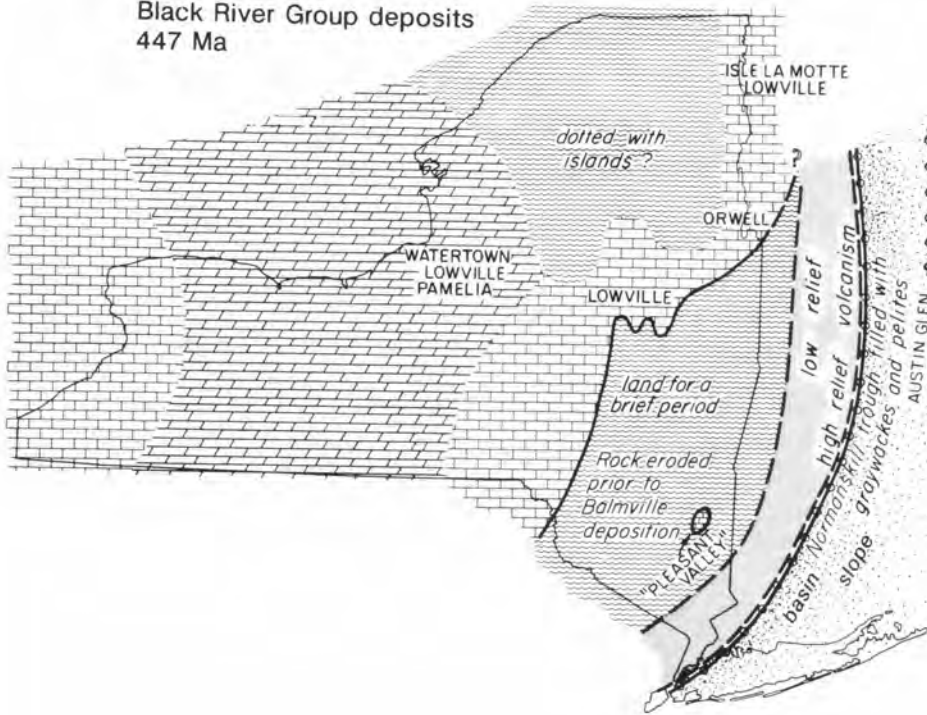 Black River Group deposits
447 Ma
ISLE LA MOTTE
LOWVILLE
dotted with
islands ?
?
ORWELL
WATERTOWN
LOWVILLE
PAMELIA
LOWVILLE
land for a
brief period
Rock eroded
prior to
Balmville
deposition
"PLEASANT
VALLEY"
low relief
high relief volcanism
basin Normanskill trough filled with
slope graywackes and pelites
AUSTIN GLEN